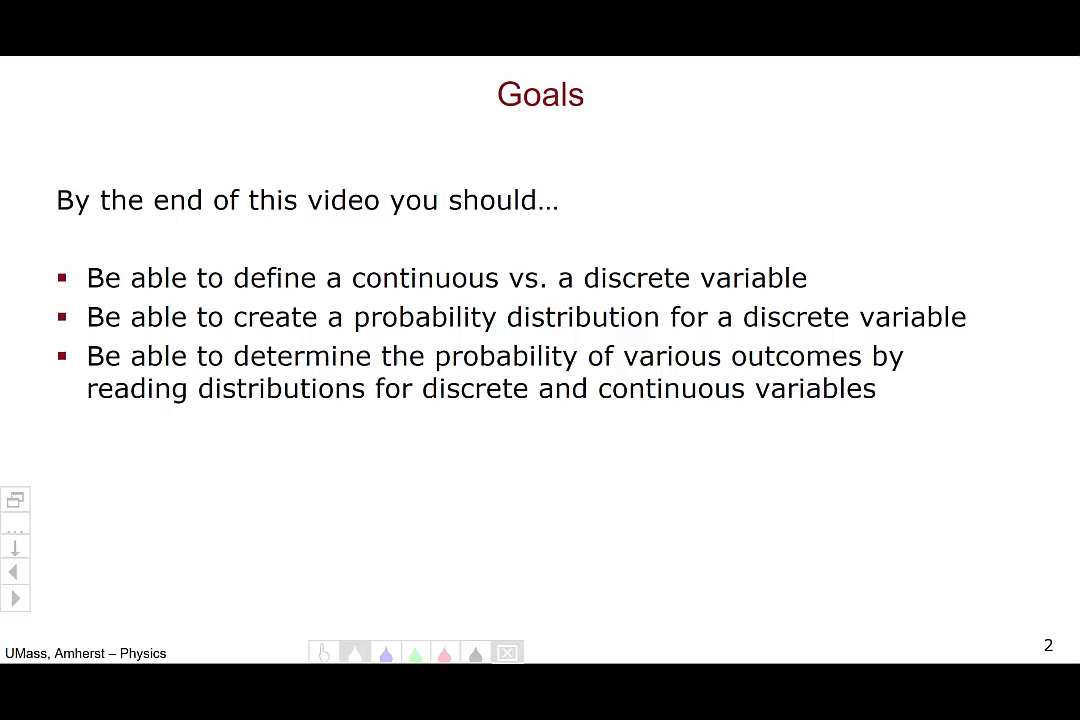 Goals
By the end of this video you should…
▪ Be able to define a continuous vs. a discrete variable
▪ Be able to create a probability distribution for a discrete variable
▪ Be able to determine the probability of various outcomes by
reading distributions for discrete and continuous variables
UMass, Amherst – Physics
2